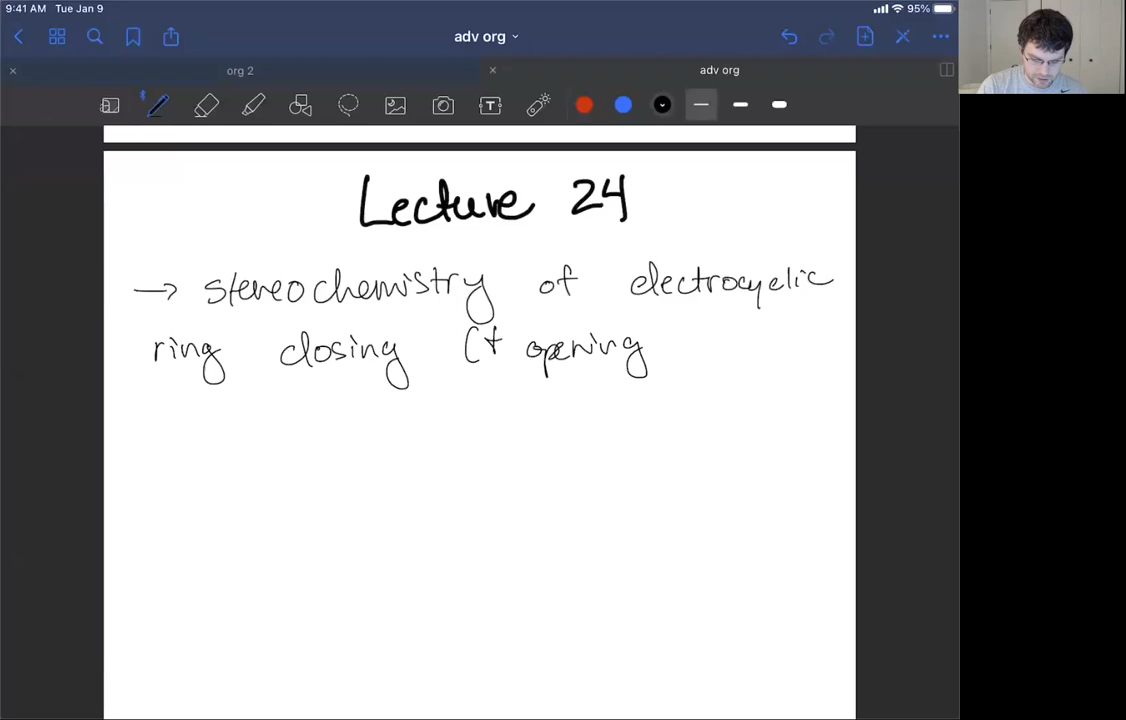 9:41 AM Tue Jan 9 95%
adv org
org 2 adv org
Lecture 24
→ stereochemistry of electrocyclic
ring closing (+ opening